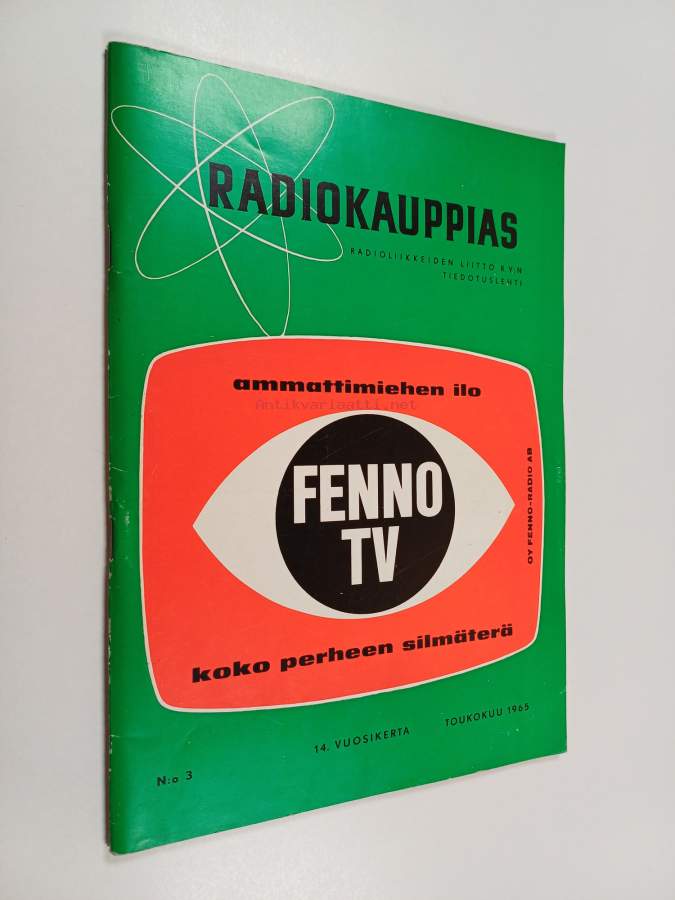 RADIOKAUPPIAS
RADIOLIIKKEIDEN LIITTO R.Y:N
TIEDOTUSLEHTI
ammattimiehen ilo
Antikvariaatti.net
FENNO
TV
OY FENNO-RADIO AB
koko perheen silmäterä
14. VUOSIKERTA
TOUKOKUU 1965
N:o 3